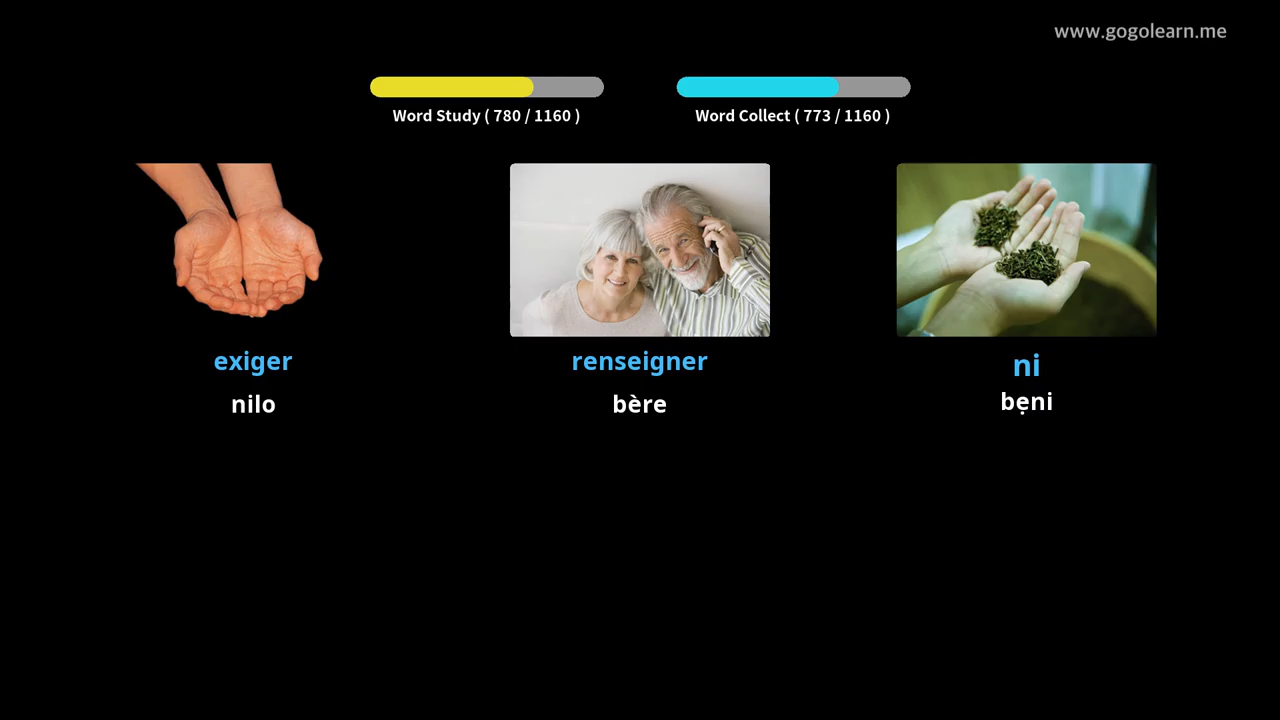 www.gogolearn.me
Word Study ( 780 / 1160 )
Word Collect ( 773 / 1160 )
exiger
nilo
renseigner
bère
ni
bẹni